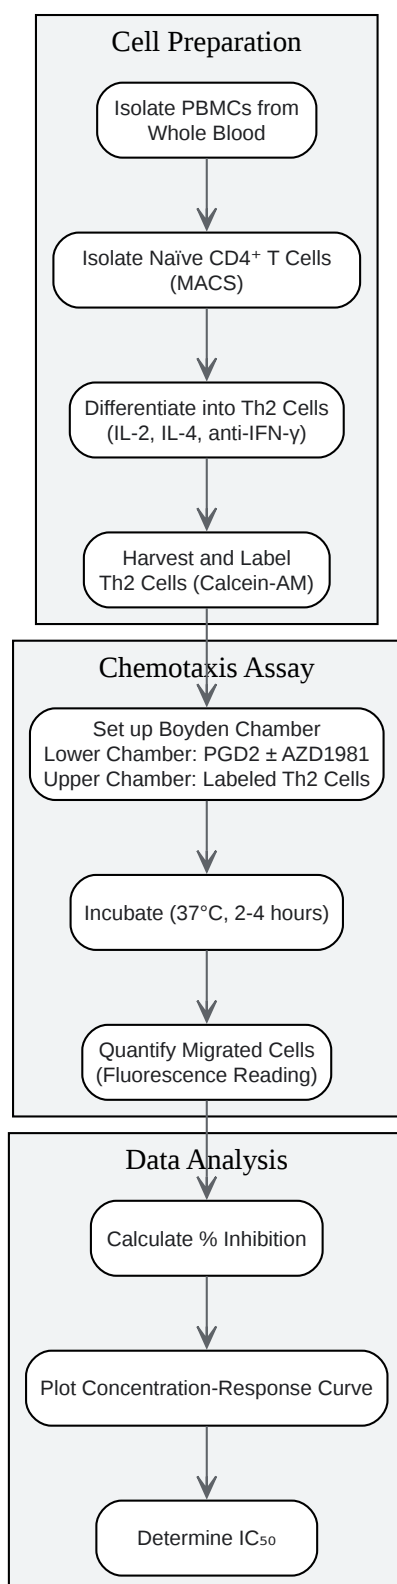 Cell Preparation
Isolate PBMCs from
Whole Blood
Isolate Naïve CD4⁺ T Cells
(MACS)
Differentiate into Th2 Cells
(IL-2, IL-4, anti-IFN-γ)
Harvest and Label
Th2 Cells (Calcein-AM)
Chemotaxis Assay
Set up Boyden Chamber
Lower Chamber: PGD2 ± AZD1981
Upper Chamber: Labeled Th2 Cells
Incubate (37°C, 2-4 hours)
Quantify Migrated Cells
(Fluorescence Reading)
Data Analysis
Calculate % Inhibition
Plot Concentration-Response Curve
Determine IC₅₀